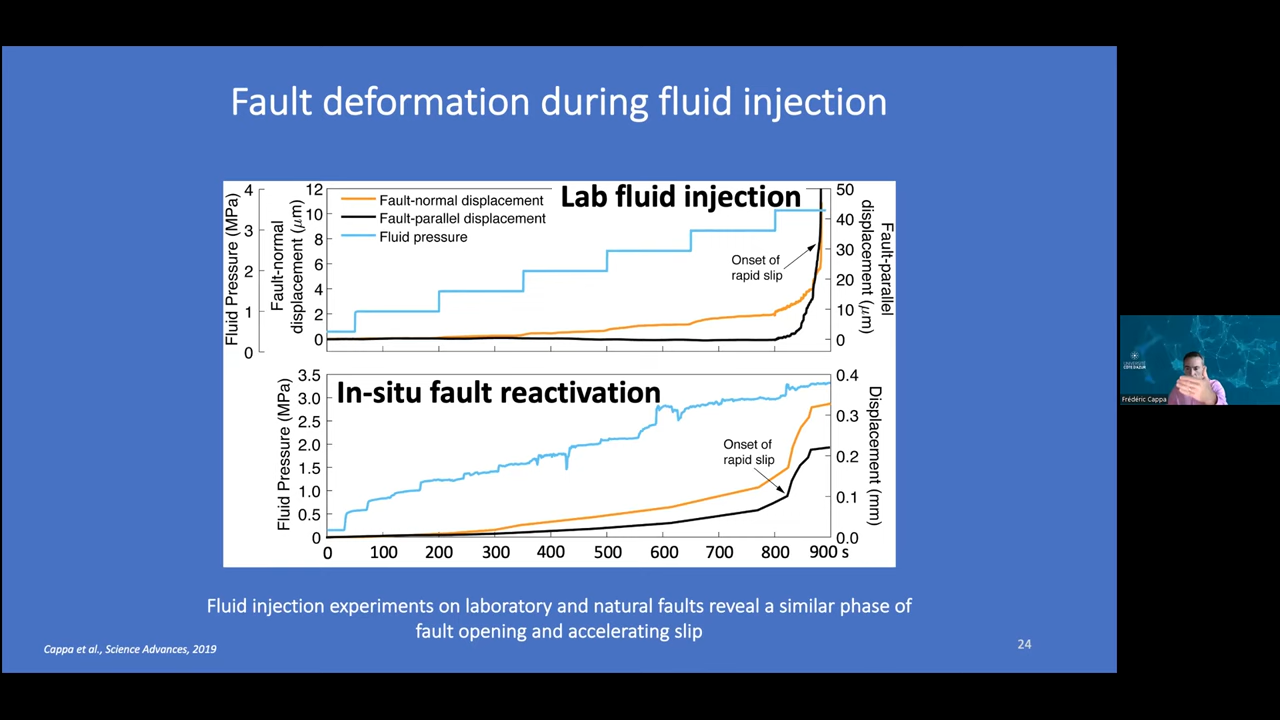 Fault deformation during fluid injection
Lab fluid injection
Fault-normal displacement
Fault-parallel displacement
Fluid pressure
Onset of
rapid slip
Fluid Pressure (MPa)
4
3
2
1
0
Fault-normal
displacement (μm)
12
10
8
6
4
2
0
50
40
30
20
10
0
Fault-parallel
displacement (μm)
In-situ fault reactivation
Onset of
rapid slip
Fluid Pressure (MPa)
3.5
3.0
2.5
2.0
1.5
1.0
0.5
0
0.4
0.3
0.2
0.1
0.0
Displacement (mm)
0 100 200 300 400 500 600 700 800 900 s
Fluid injection experiments on laboratory and natural faults reveal a similar phase of
fault opening and accelerating slip
Cappa et al., Science Advances, 2019
24
UNIVERSITÉ
CÔTE D'AZUR
Frédéric Cappa